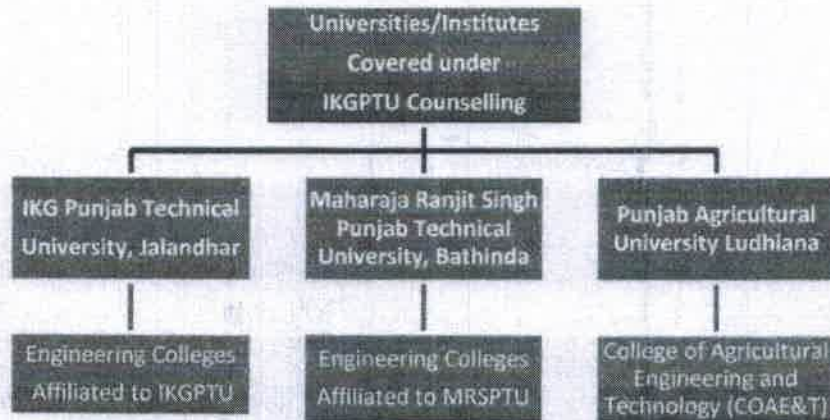 Universities/Institutes
Covered under
IKGPTU Counselling
IKG Punjab Technical
University, Jalandhar
Maharaja Ranjit Singh
Punjab Technical
University, Bathinda
Punjab Agricultural
University Ludhiana
Engineering Colleges
Affiliated to IKGPTU
Engineering Colleges
Affiliated to MRSPTU
College of Agricultural
Engineering and
Technology (COAE&T)